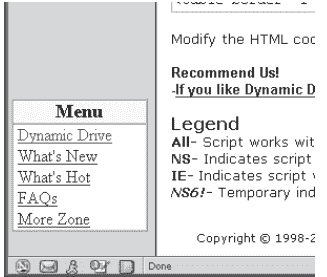 Modify the HTML cod
Recommend Us!
-If you like Dynamic D
Menu
Dynamic Drive
What's New
What's Hot
FAQs
More Zone
Legend
All- Script works wit
NS- Indicates script
IE- Indicates script
NS6!- Temporary ind
Copyright © 1998-2
Done